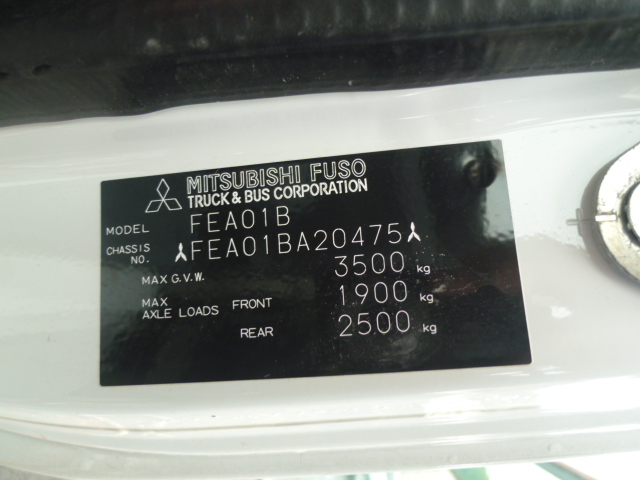 MITSUBISHI FUSO
TRUCK & BUS CORPORATION
MODEL FEA01B
CHASSIS NO. FEA01BA20475
MAX G.V.W. 3500 kg
MAX AXLE LOADS FRONT 1900 kg
REAR 2500 kg